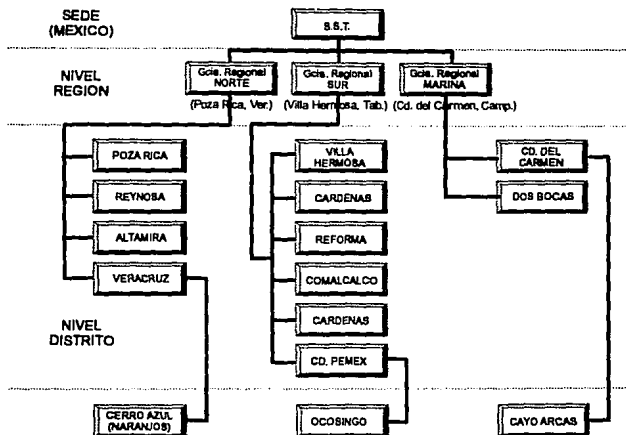 SEDE
(MEXICO)
S.S.T.
NIVEL
REGION
Gcia. Regional
NORTE
(Poza Rica, Ver.)
Gcia. Regional
SUR
(Villa Hermosa, Tab.)
Gcia. Regional
MARINA
(Cd. del Carmen, Camp.)
NIVEL
DISTRITO
POZA RICA
REYNOSA
ALTAMIRA
VERACRUZ
VILLA
HERMOSA
CARDENAS
REFORMA
COMALCALCO
CARDENAS
CD. PEMEX
CD. DEL
CARMEN
DOS BOCAS
CERRO AZUL
(NARANJOS)
OCOSINGO
CAYO ARCAS